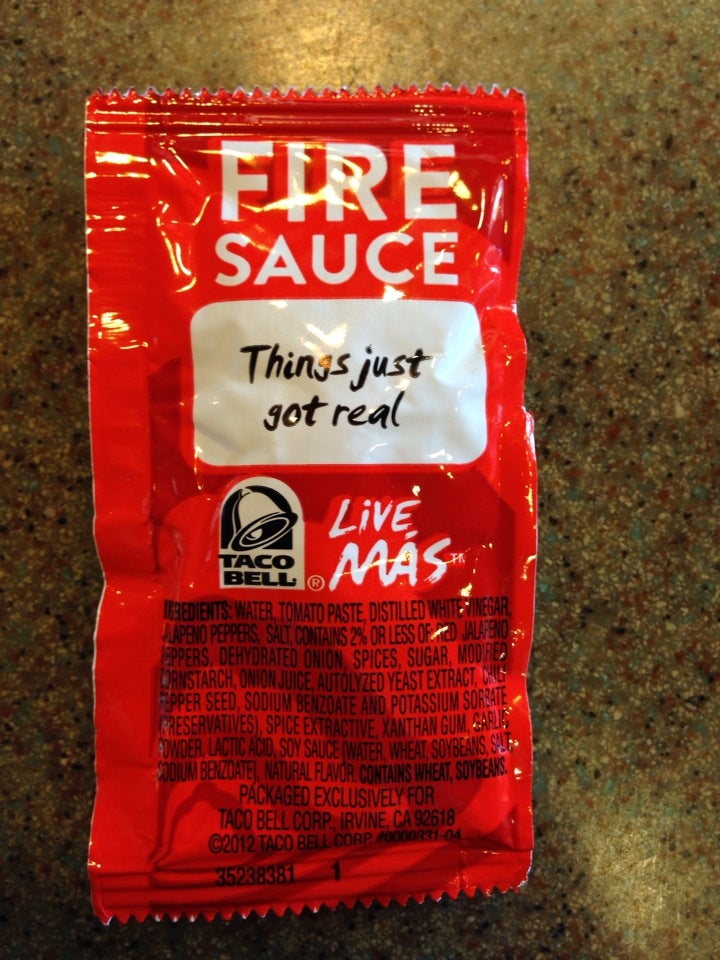 FIRE
SAUCE
Things just
got real
TACO
BELL®
LiVE
MÁS™
INGREDIENTS: WATER, TOMATO PASTE, DISTILLED WHITE VINEGAR,
JALAPENO PEPPERS, SALT, CONTAINS 2% OR LESS OF RED JALAPENO
PEPPERS, DEHYDRATED ONION, SPICES, SUGAR, MODIFIED
CORNSTARCH, ONION JUICE, AUTOLYZED YEAST EXTRACT, CHILI
PEPPER SEED, SODIUM BENZOATE AND POTASSIUM SORBATE
(PRESERVATIVES), SPICE EXTRACTIVE, XANTHAN GUM, GARLIC
POWDER, LACTIC ACID, SOY SAUCE [WATER, WHEAT, SOYBEANS, SALT,
SODIUM BENZOATE], NATURAL FLAVOR. CONTAINS WHEAT, SOYBEANS.
PACKAGED EXCLUSIVELY FOR
TACO BELL CORP., IRVINE, CA 92618
©2012 TACO BELL CORP. #0000331-04
35238381 1